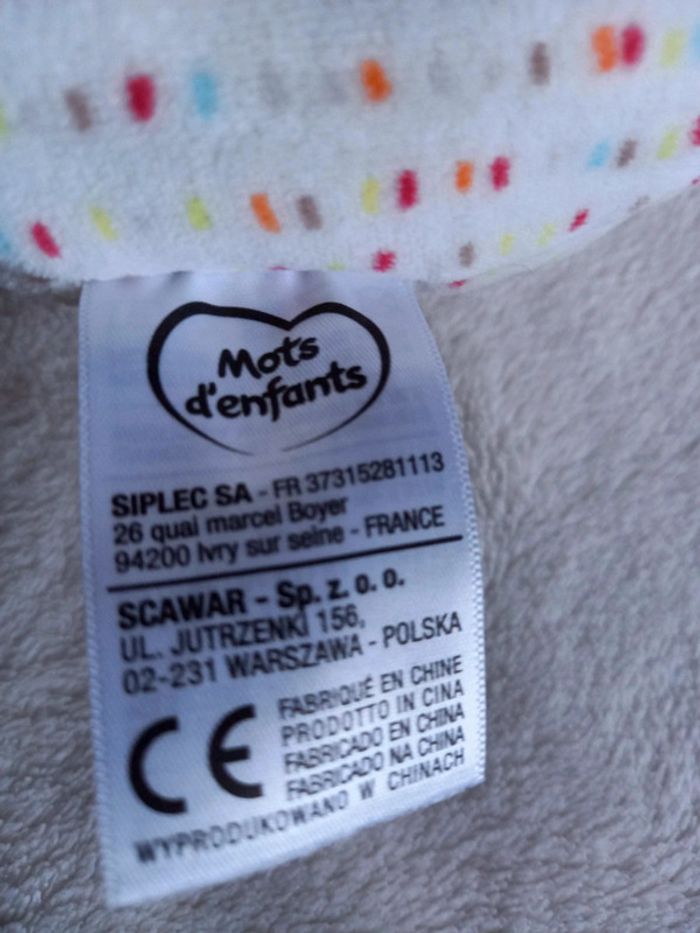 Mots
d'enfants
SIPLEC SA - FR 37315281113
26 quai marcel Boyer
94200 Ivry sur seine - FRANCE
SCAWAR - Sp. z. o. o.
UL. JUTRZENKI 156,
02-231 WARSZAWA - POLSKA
CE
FABRIQUÉ EN CHINE
PRODOTTO IN CINA
FABRICADO EN CHINA
FABRICADO NA CHINA
WYPRODUKOWANO W CHINACH